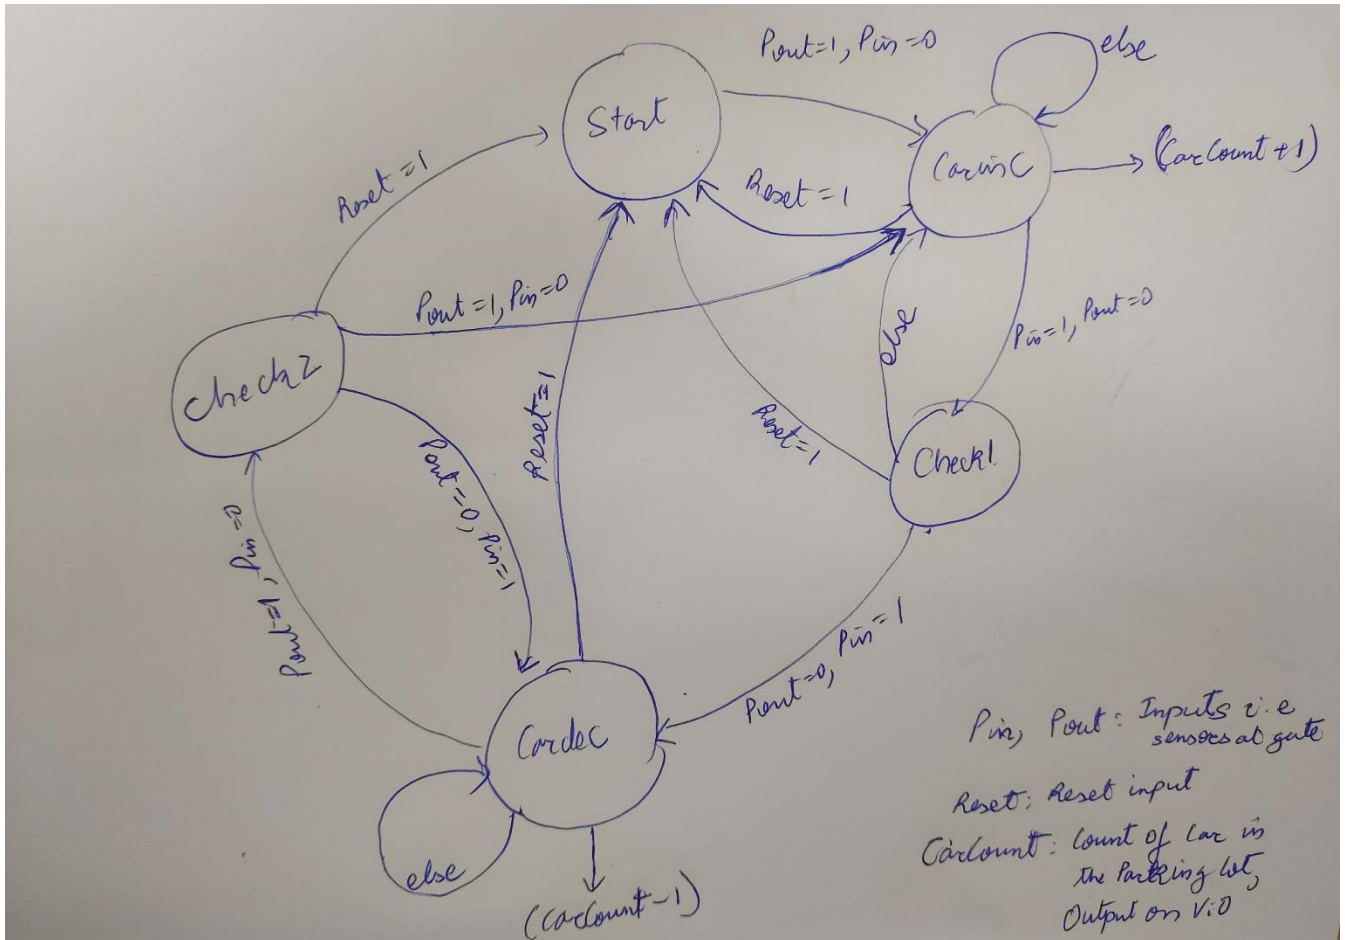 Pout=1, Pin=0
else
Start
CarinC
(CarCount+1)
Reset=1
Reset=1
Pout=1, Pin=0
Pin=1, Pout=0
else
Check2
Reset=1
Reset=1
Check1
Pout=0, Pin=1
Pout=1, Pin=0
Pout=0, Pin=1
CardeC
else
(CarCount-1)
Pin, Pout: Inputs i.e
sensors at gate
Reset: Reset input
CarCount: Count of Car in
the Parking lot,
Output on ViO